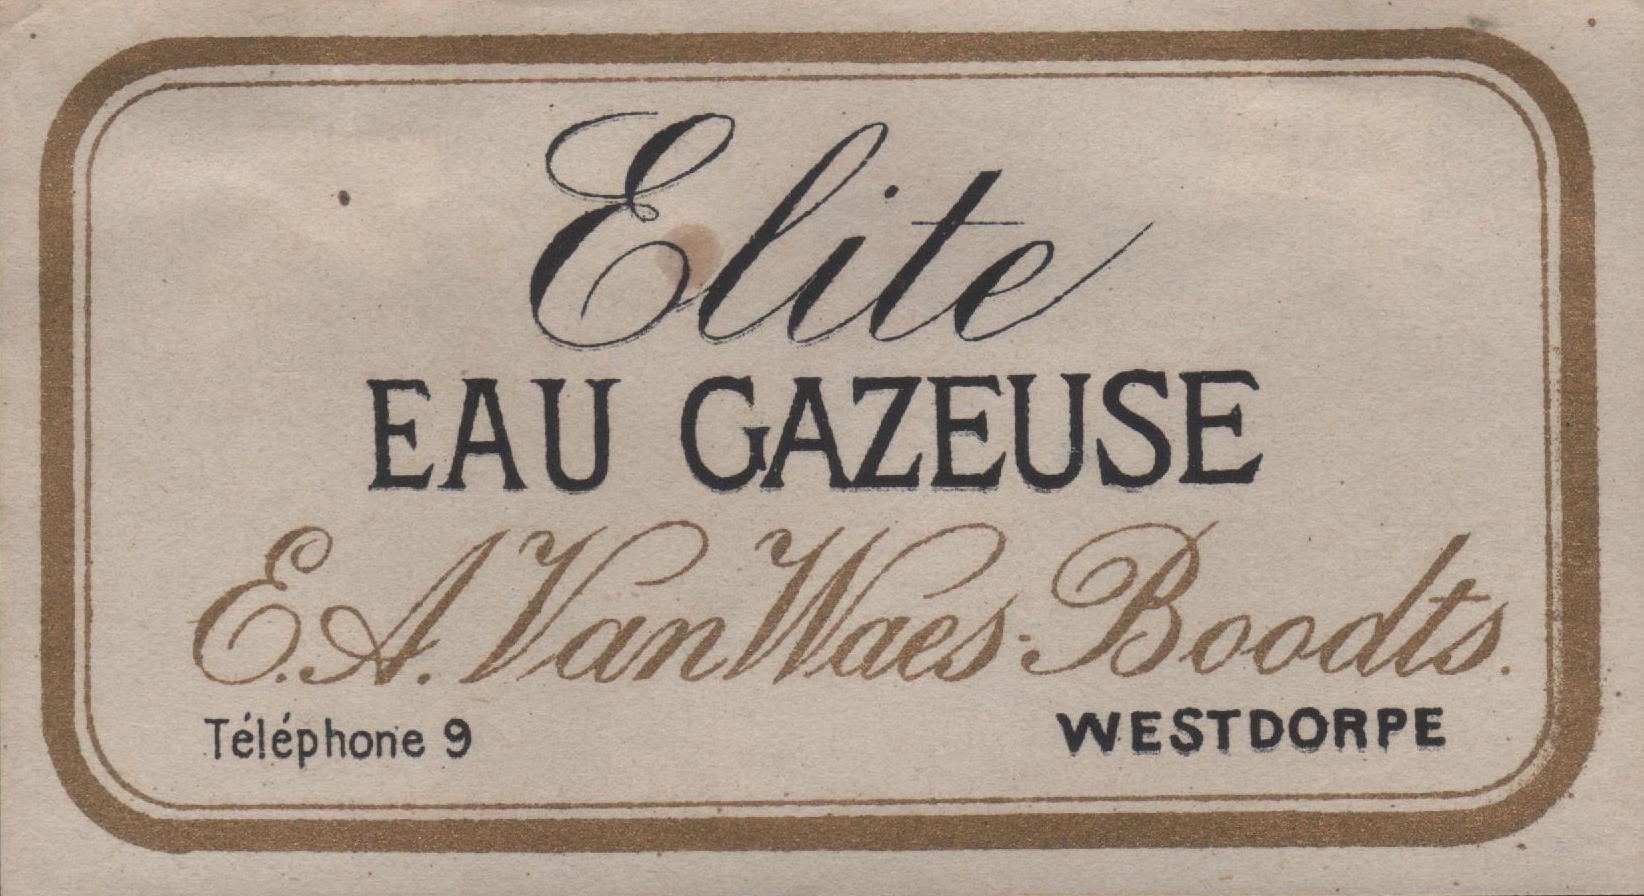 Elite
EAU GAZEUSE
E. A. Van Waes-Boodts.
Téléphone 9
WESTDORPE